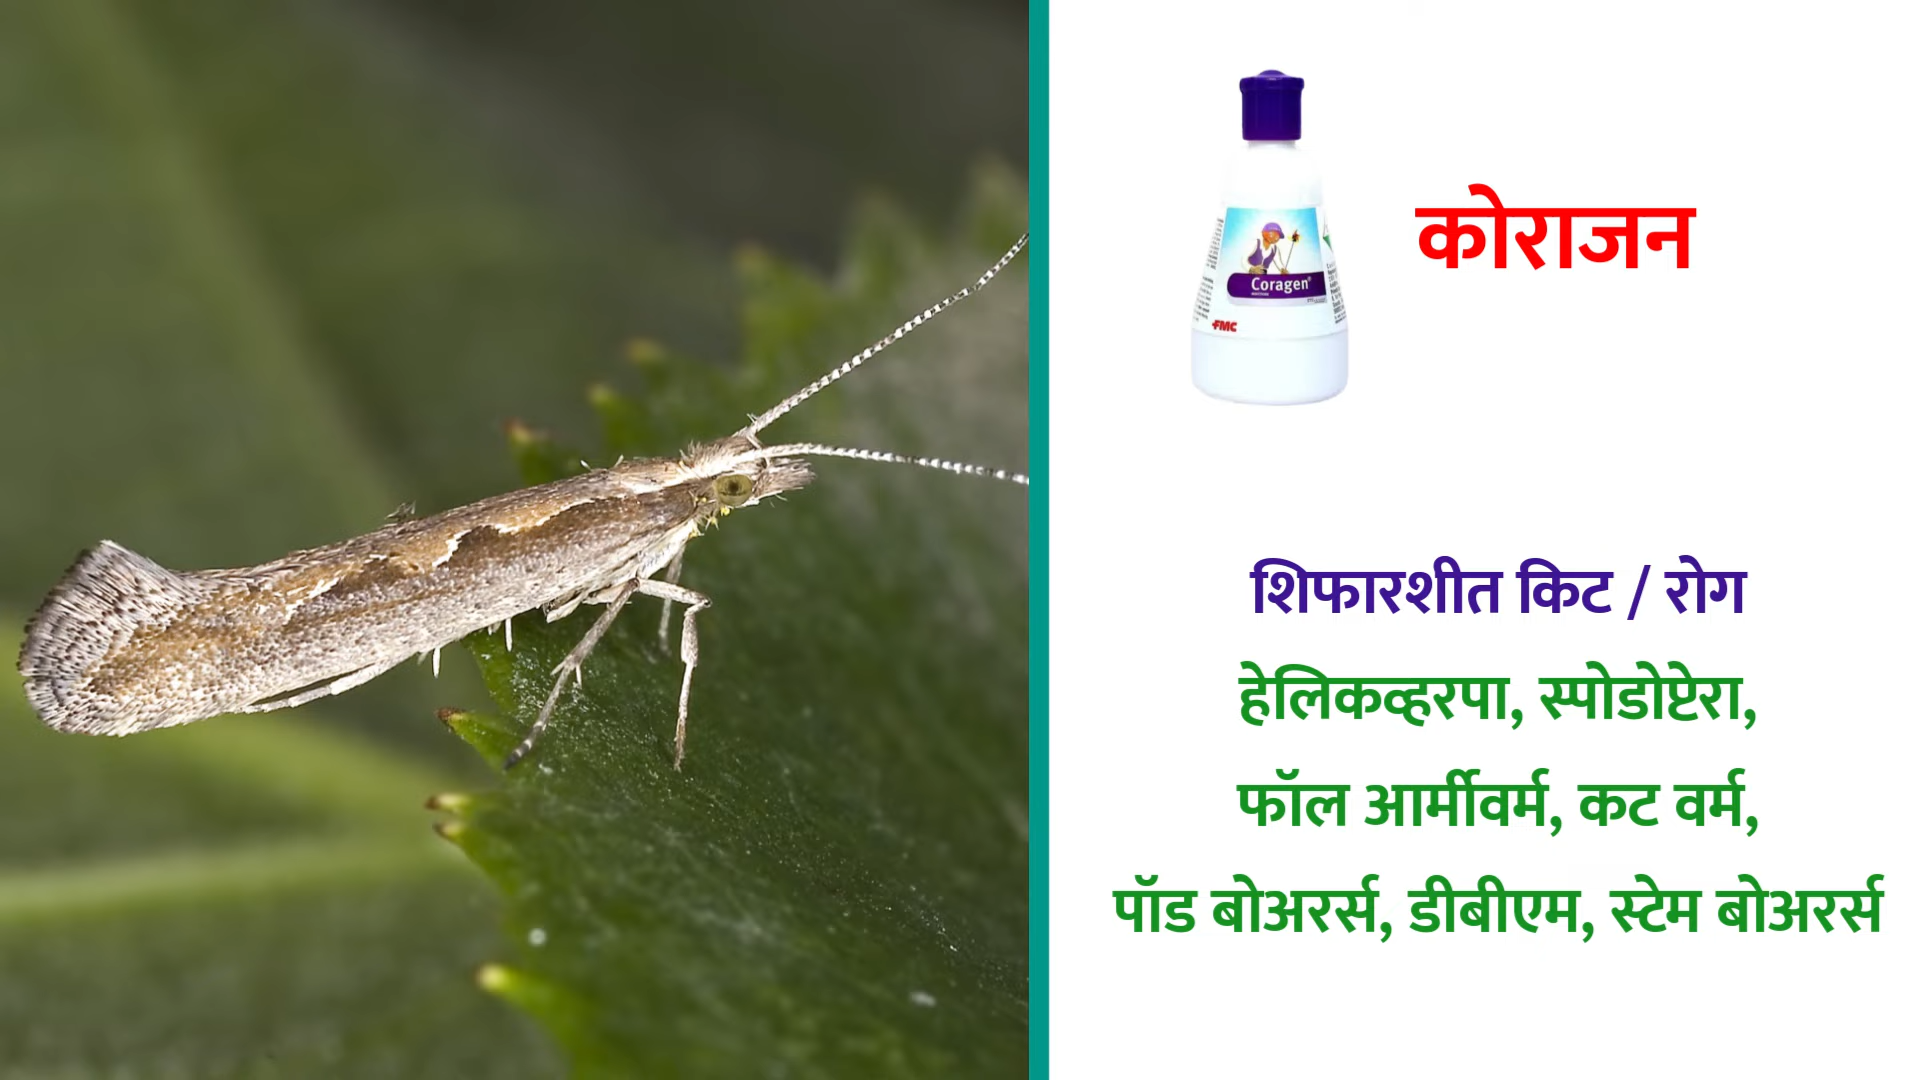 कोराजन
Coragen®
FMC
शिफारशीत किट / रोग
हेलिकव्हरपा, स्पोडोप्टेरा,
फॉल आर्मीवर्म, कट वर्म,
पॉड बोअरर्स, डीबीएम, स्टेम बोअरर्स